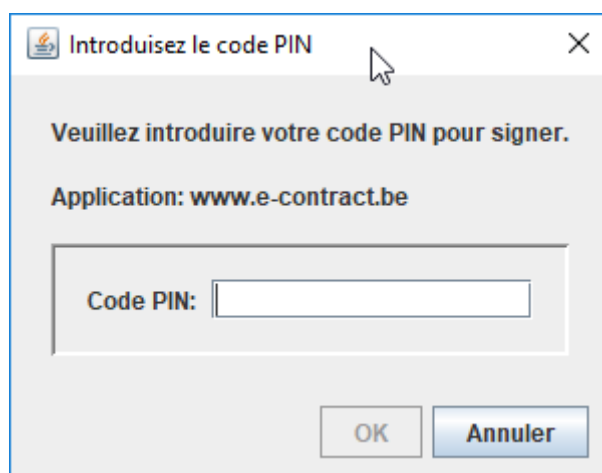 Introduisez le code PIN
Veuillez introduire votre code PIN pour signer.
Application: www.e-contract.be
Code PIN:
OK
Annuler